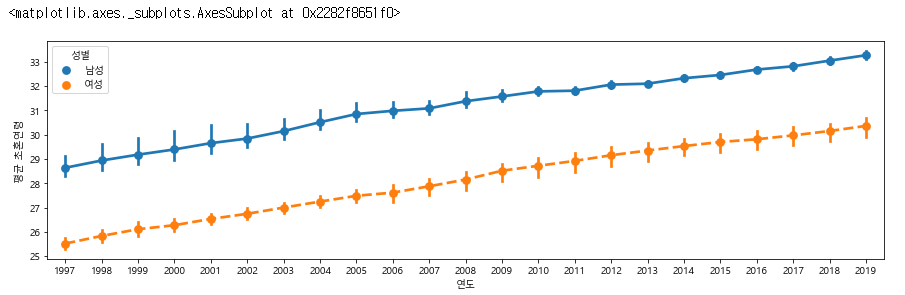 <matplotlib.axes._subplots.AxesSubplot at 0x2282f8651f0>
성별
남성
여성
평균 초혼연령
33
32
31
30
29
28
27
26
25
1997 1998 1999 2000 2001 2002 2003 2004 2005 2006 2007 2008 2009 2010 2011 2012 2013 2014 2015 2016 2017 2018 2019
연도